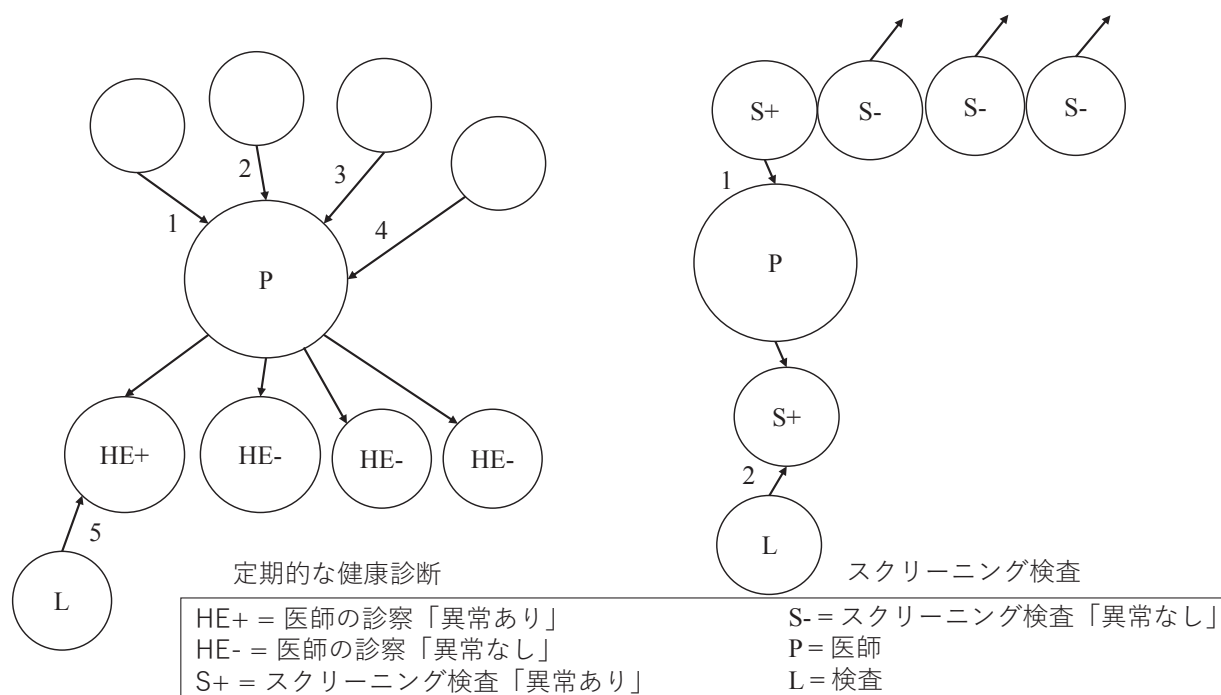 S+ S- S- S-
2 3 1
1 4
P P
S+
HE+ HE- HE- HE-
2
5
L
L
定期的な健康診断 スクリーニング検査
HE+ = 医師の診察「異常あり」 S- = スクリーニング検査「異常なし」
HE- = 医師の診察「異常なし」 P = 医師
S+ = スクリーニング検査「異常あり」 L = 検査